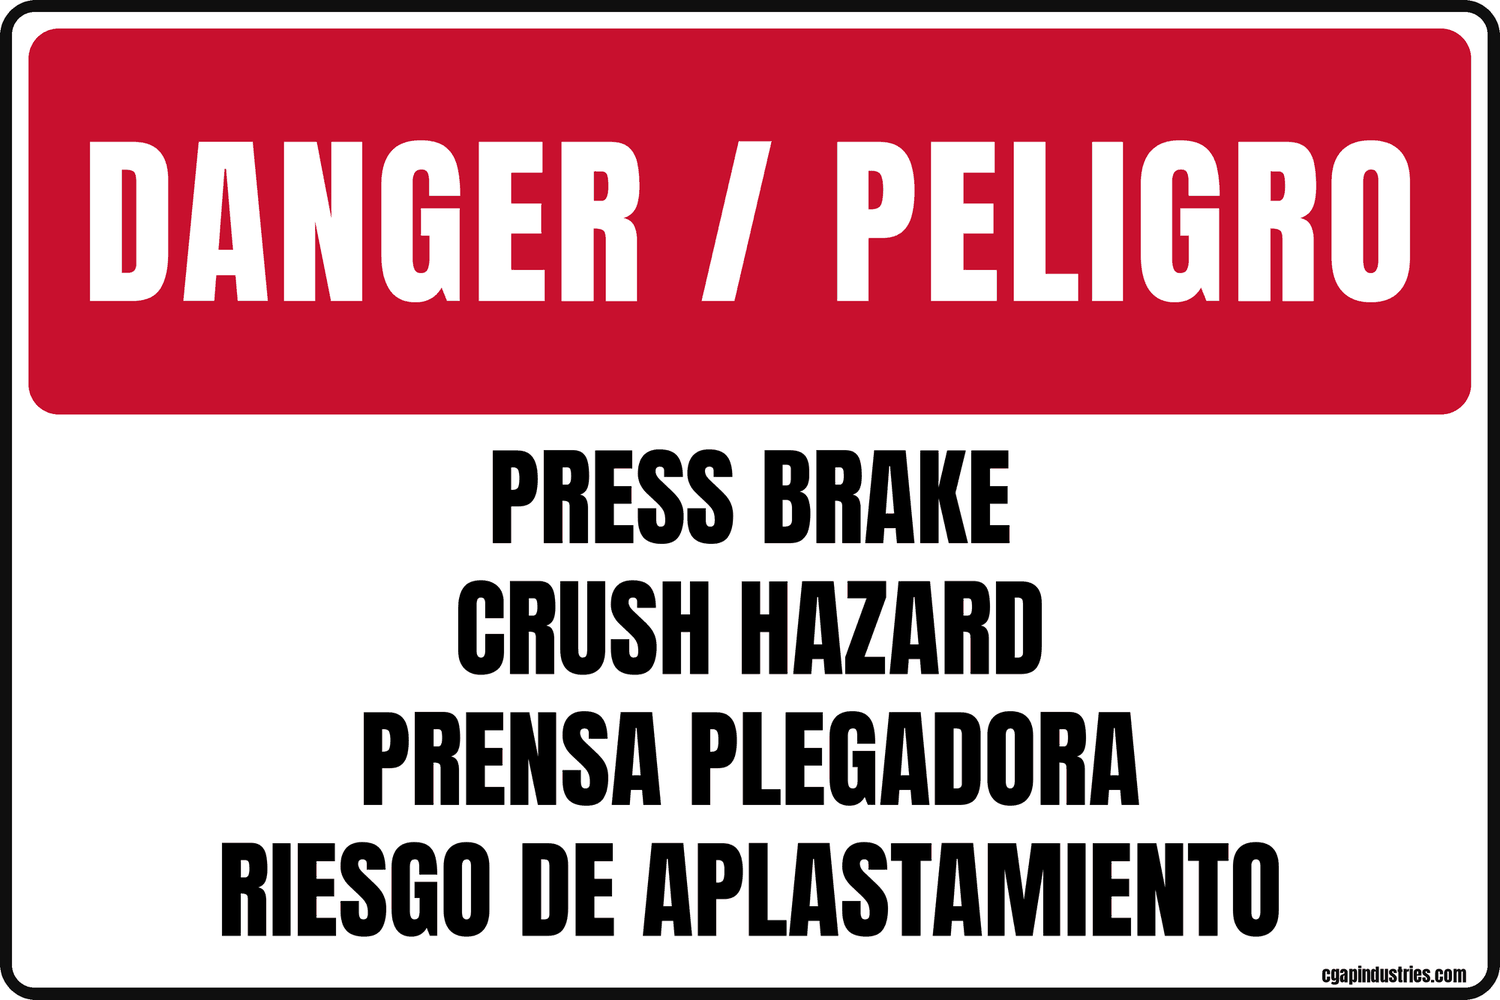 DANGER / PELIGRO
PRESS BRAKE
CRUSH HAZARD
PRENSA PLEGADORA
RIESGO DE APLASTAMIENTO
cgapindustries.com